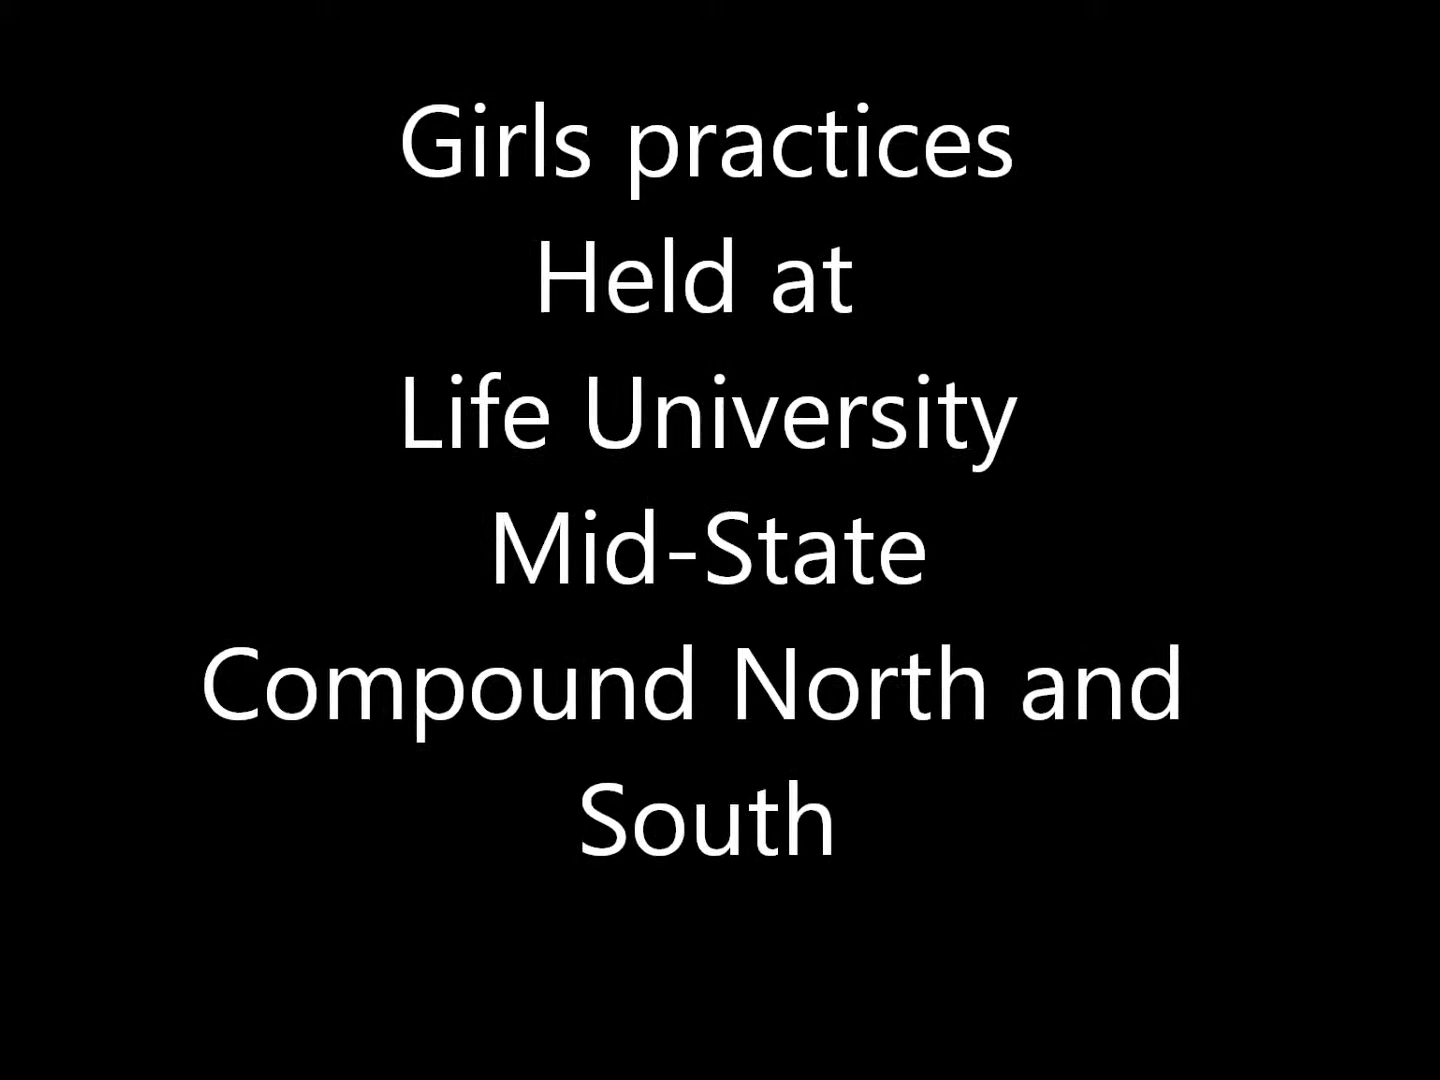 Girls practices
Held at
Life University
Mid-State
Compound North and
South